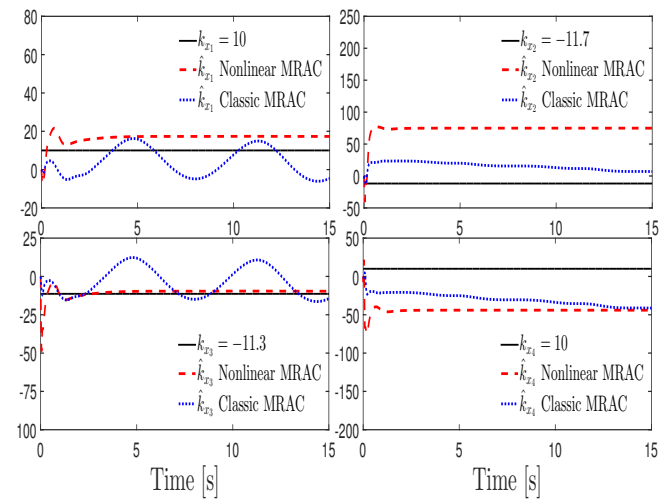 80
60
40
20
0
-20
0 5 10 15
k_{x_1} = 10
\hat{k}_{x_1} Nonlinear MRAC
\hat{k}_{x_1} Classic MRAC
250
200
150
100
50
0
-50
0 5 10 15
k_{x_2} = −11.7
\hat{k}_{x_2} Nonlinear MRAC
\hat{k}_{x_2} Classic MRAC
25
0
-25
-50
-75
100
0 5 10 15
k_{x_3} = −11.3
\hat{k}_{x_3} Nonlinear MRAC
\hat{k}_{x_3} Classic MRAC
Time [s]
50
0
-50
-100
-150
-200
0 5 10 15
k_{x_4} = 10
\hat{k}_{x_4} Nonlinear MRAC
\hat{k}_{x_4} Classic MRAC
Time [s]